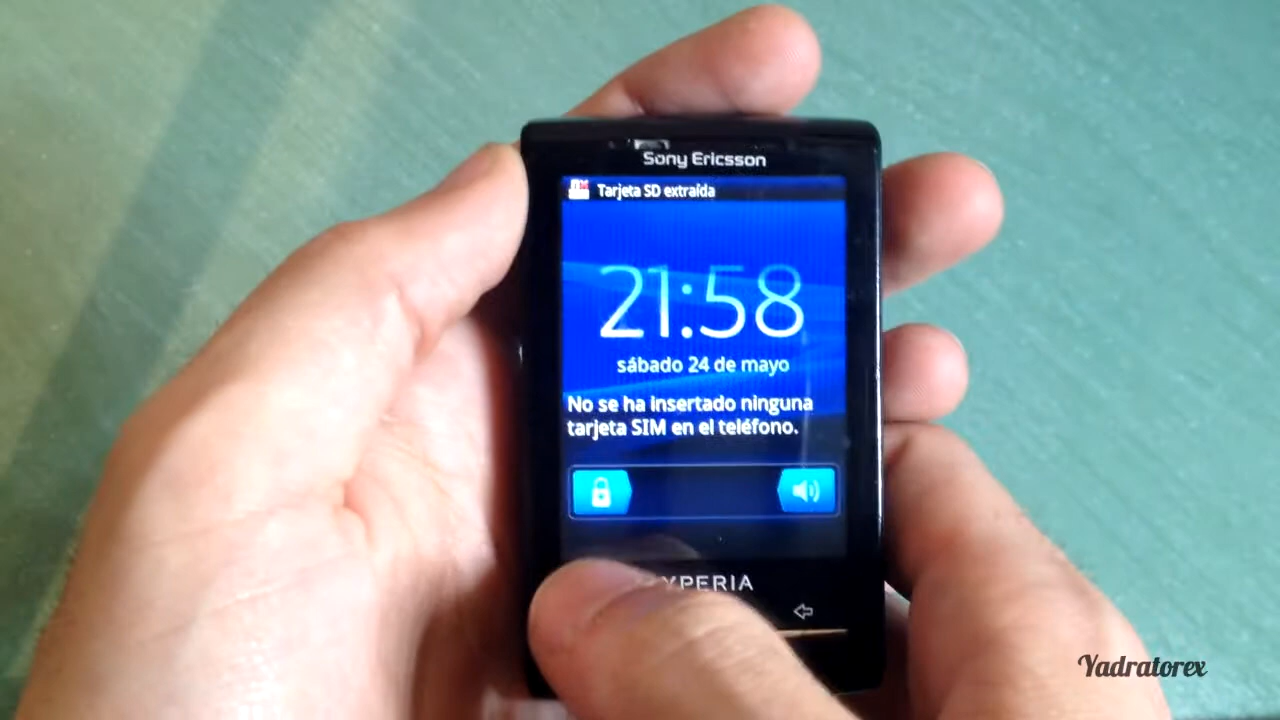 Sony Ericsson
Tarjeta SD extraída
21:58
sábado 24 de mayo
No se ha insertado ninguna
tarjeta SIM en el teléfono.
XPERIA
Yadratorex